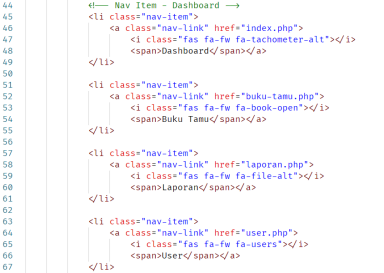 44 <!-- Nav Item - Dashboard -->
45 <li class="nav-item">
46 <a class="nav-link" href="index.php">
47 <i class="fas fa-fw fa-tachometer-alt"></i>
48 <span>Dashboard</span></a>
49 </li>
50
51 <li class="nav-item">
52 <a class="nav-link" href="buku-tamu.php">
53 <i class="fas fa-fw fa-book-open"></i>
54 <span>Buku Tamu</span></a>
55 </li>
56
57 <li class="nav-item">
58 <a class="nav-link" href="laporan.php">
59 <i class="fas fa-fw fa-file-alt"></i>
60 <span>Laporan</span></a>
61 </li>
62
63 <li class="nav-item">
64 <a class="nav-link" href="user.php">
65 <i class="fas fa-fw fa-users"></i>
66 <span>User</span></a>
67 </li>